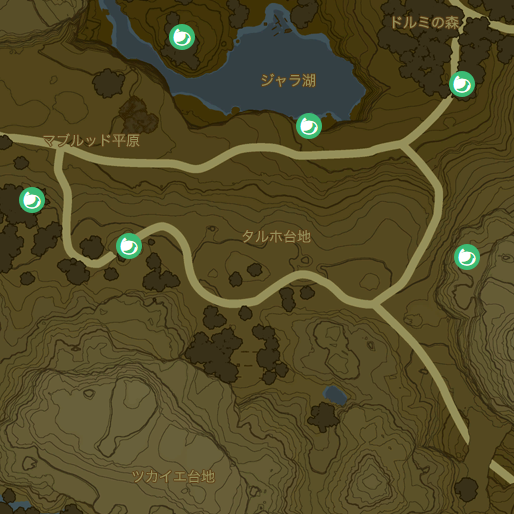 ドルミの森
ジャラ湖
マブルッド平原
タルホ台地
ツカイエ台地